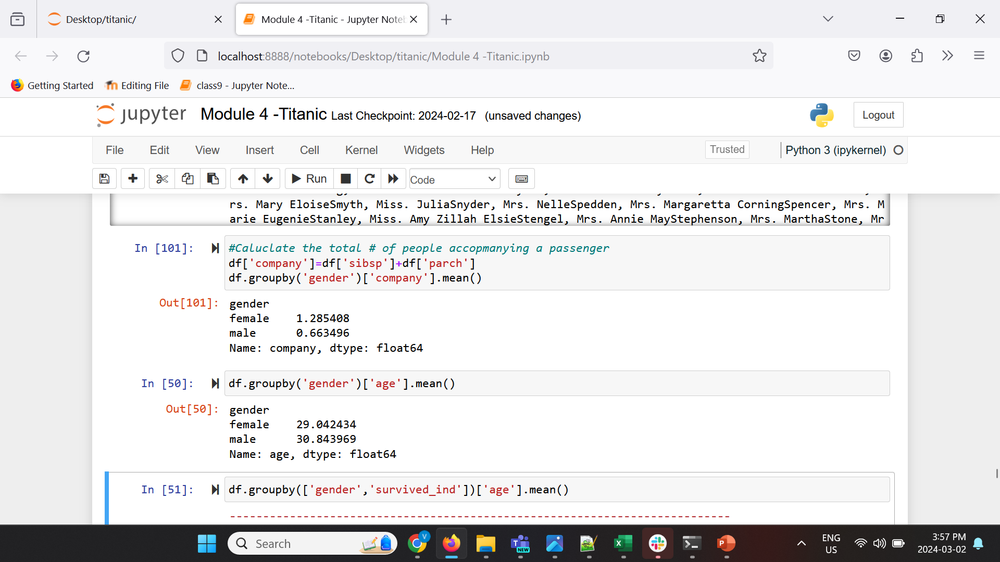 Desktop/titanic/
Module 4 -Titanic - Jupyter Noteb
localhost:8888/notebooks/Desktop/titanic/Module 4 -Titanic.ipynb
Getting Started
Editing File
class9 - Jupyter Note...
jupyter
Module 4 -Titanic Last Checkpoint: 2024-02-17 (unsaved changes)
Logout
File Edit View Insert Cell Kernel Widgets Help
Trusted
Python 3 (ipykernel)
Run
Code
rs. Mary EloiseSmyth, Miss. JuliaSnyder, Mrs. NelleSpedden, Mrs. Margaretta CorningSpencer, Mrs. M
arie EugenieStanley, Miss. Amy Zillah ElsieStengel, Mrs. Annie MayStephenson, Mrs. MarthaStone, Mr
In [101]:
#Caluclate the total # of people accopmanying a passenger
df['company']=df['sibsp']+df['parch']
df.groupby('gender')['company'].mean()
Out[101]:
gender
female 1.285408
male 0.663496
Name: company, dtype: float64
In [50]:
df.groupby('gender')['age'].mean()
Out[50]:
gender
female 29.042434
male 30.843969
Name: age, dtype: float64
In [51]:
df.groupby(['gender','survived_ind'])['age'].mean()
---------------------------------------------------------------------------
Search
V
T
NEW
X
P
ENG
US
3:57 PM
2024-03-02